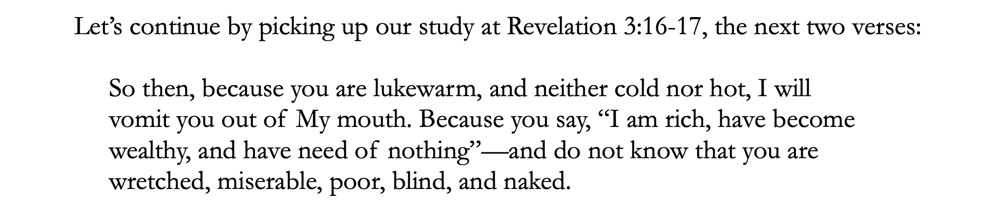 Let’s continue by picking up our study at Revelation 3:16-17, the next two verses:
So then, because you are lukewarm, and neither cold nor hot, I will
vomit you out of My mouth. Because you say, “I am rich, have become
wealthy, and have need of nothing”—and do not know that you are
wretched, miserable, poor, blind, and naked.